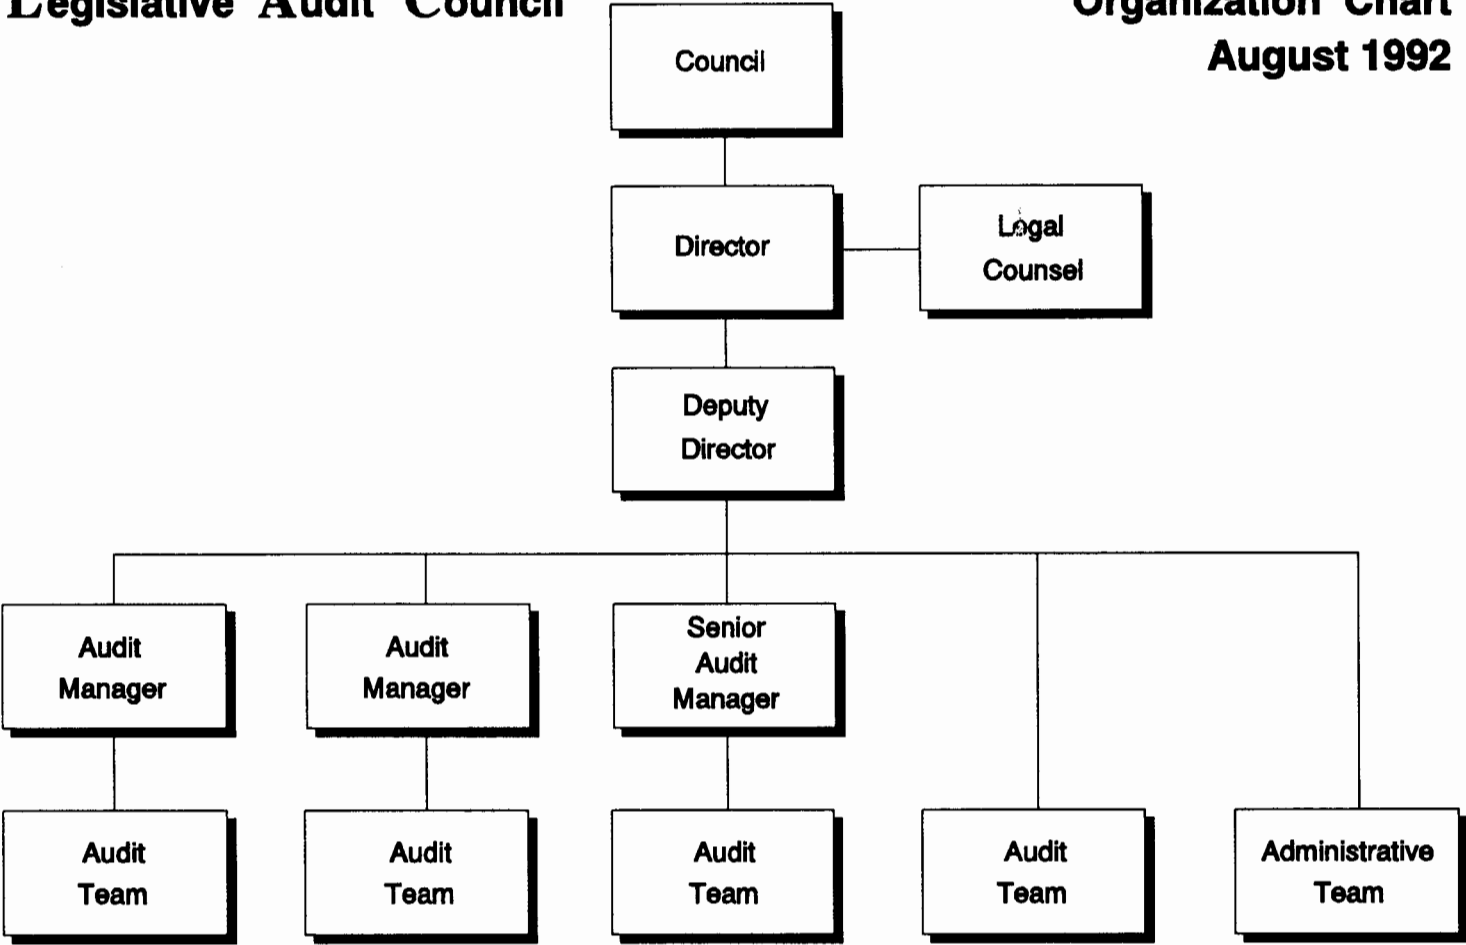 Legislative Audit Council
Organization Chart
August 1992
Council
Director
Legal
Counsel
Deputy
Director
Audit
Manager
Audit
Manager
Senior
Audit
Manager
Audit
Team
Audit
Team
Audit
Team
Audit
Team
Administrative
Team